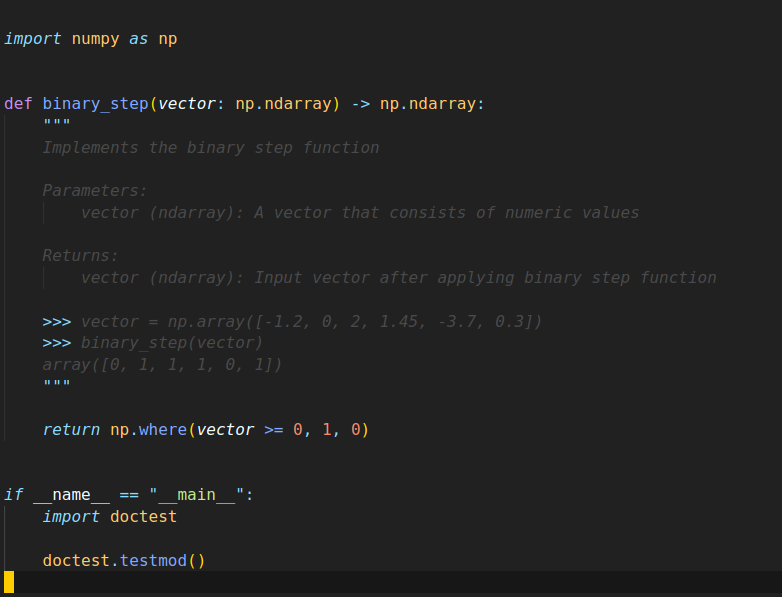 import numpy as np
def binary_step(vector: np.ndarray) -> np.ndarray:
    """
    Implements the binary step function
    Parameters:
        vector (ndarray): A vector that consists of numeric values
    Returns:
        vector (ndarray): Input vector after applying binary step function
    >>> vector = np.array([-1.2, 0, 2, 1.45, -3.7, 0.3])
    >>> binary_step(vector)
    array([0, 1, 1, 1, 0, 1])
    """
    return np.where(vector >= 0, 1, 0)
if __name__ == "__main__":
    import doctest
    doctest.testmod()